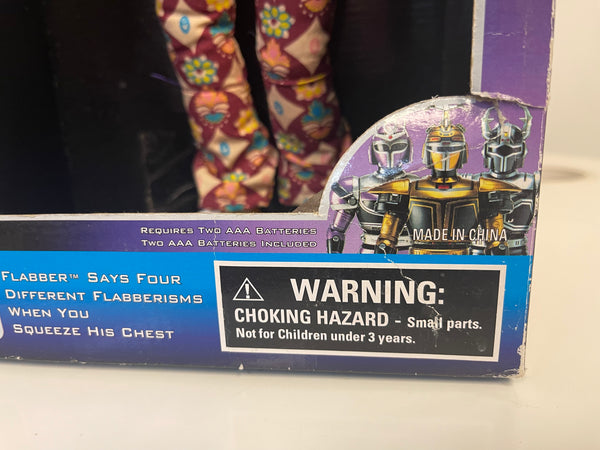 Requires Two AAA Batteries
Two AAA Batteries Included
MADE IN CHINA
Flabber™ Says Four
Different Flabberisms
When You
Squeeze His Chest
⚠ WARNING:
CHOKING HAZARD - Small parts.
Not for Children under 3 years.